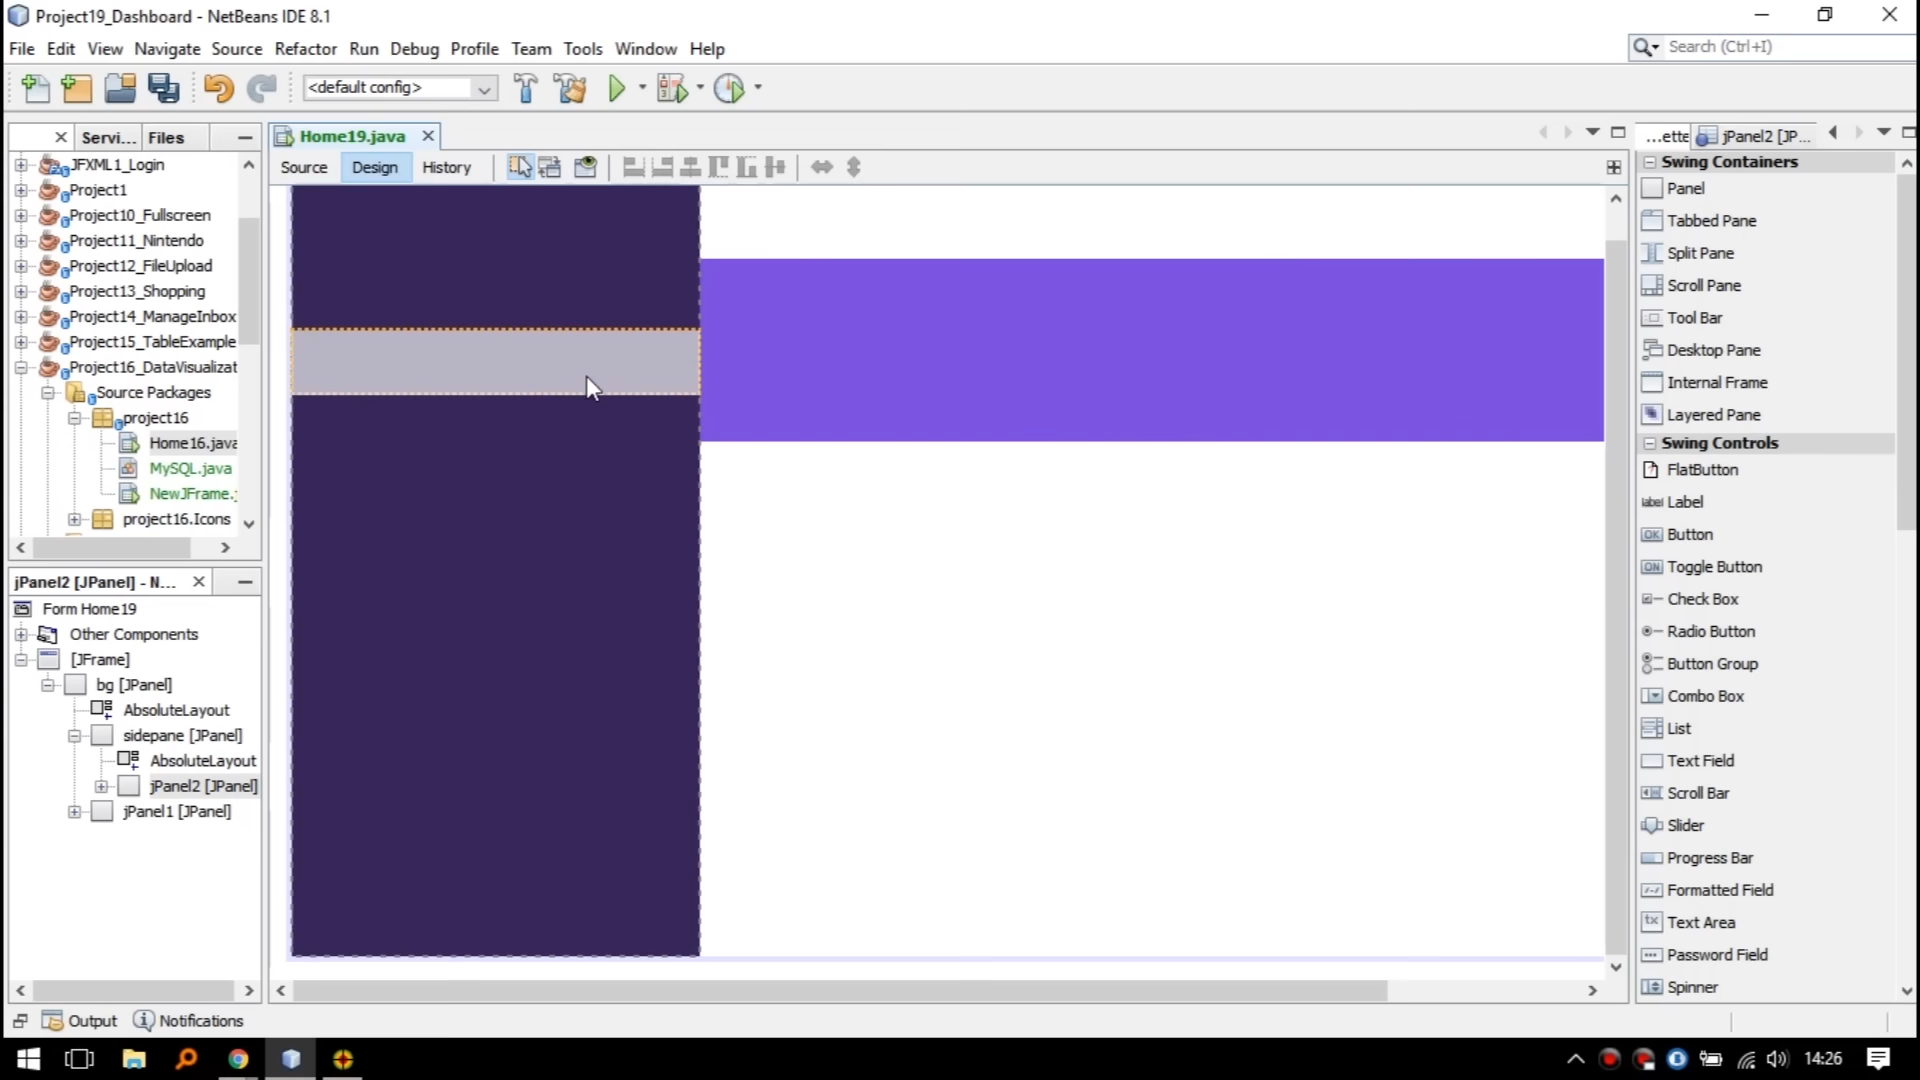 Project19_Dashboard - NetBeans IDE 8.1
File Edit View Navigate Source Refactor Run Debug Profile Team Tools Window Help
Search (Ctrl+I)
<default config>
Servi... Files
Home19.java
...ette jPanel2 [JP...
Source Design History
JFXML1_Login
Project1
Project10_Fullscreen
Project11_Nintendo
Project12_FileUpload
Project13_Shopping
Project14_ManageInbox
Project15_TableExample
Project16_DataVisualizat
Source Packages
project16
Home16.java
MySQL.java
NewJFrame.j
project16.Icons
jPanel2 [JPanel] - N...
Form Home19
Other Components
[JFrame]
bg [JPanel]
AbsoluteLayout
sidepane [JPanel]
AbsoluteLayout
jPanel2 [JPanel]
jPanel1 [JPanel]
Swing Containers
Panel
Tabbed Pane
Split Pane
Scroll Pane
Tool Bar
Desktop Pane
Internal Frame
Layered Pane
Swing Controls
FlatButton
label Label
OK Button
ON Toggle Button
Check Box
Radio Button
Button Group
Combo Box
List
Text Field
Scroll Bar
Slider
Progress Bar
Formatted Field
tx Text Area
Password Field
Spinner
Output Notifications
14:26